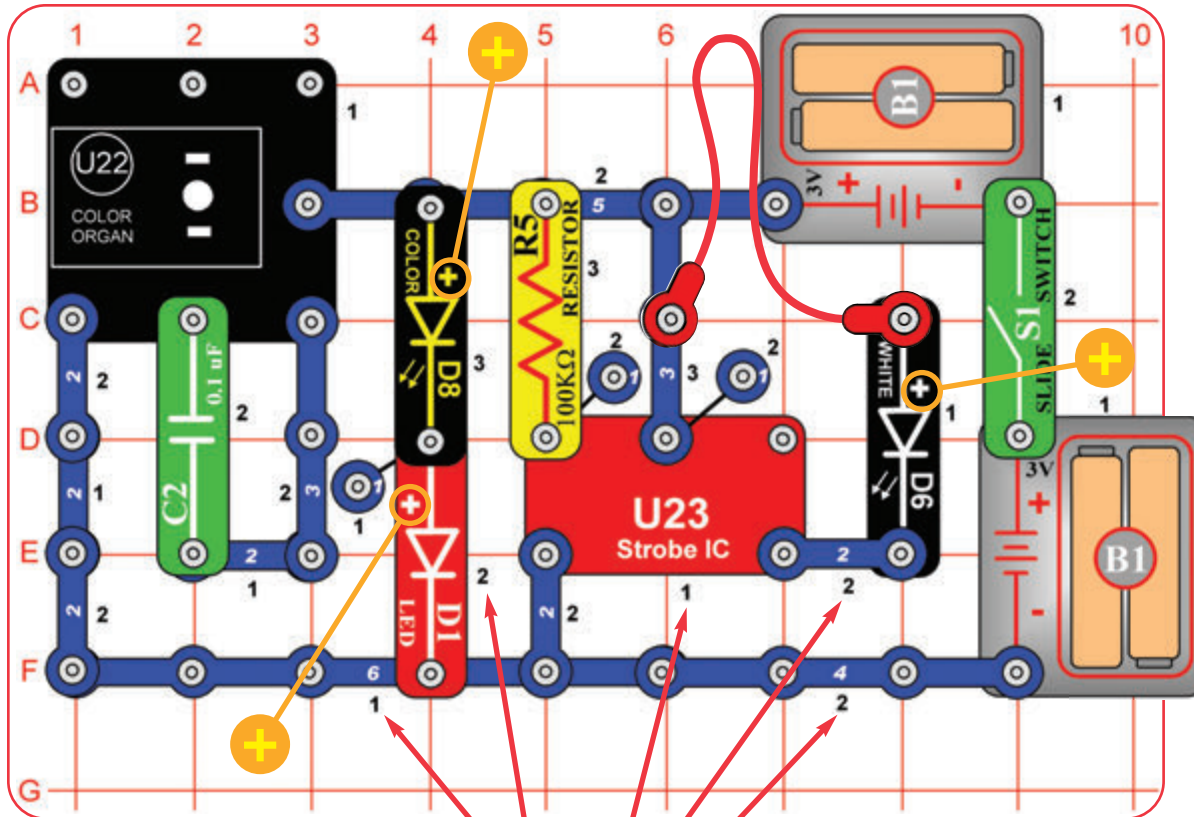 1 2 3 4 5 6 10
A
B
C
D
E
F
G
U22
COLOR
ORGAN
1
2
5
COLOR
D8
3
R5
RESISTOR
100KΩ
3
B1
3V + -
1
S1
SLIDE SWITCH
2
0.1 uF
C2
2
2
2
2
1
2
2
2
3
2
1
1
1
2
1
2
1
3
3
WHITE
D6
1
+
+
+
+
+
+
U23
Strobe IC
1
D1
LED
2
2
2
2
2
6
1
4
2
B1
3V
+
-
1